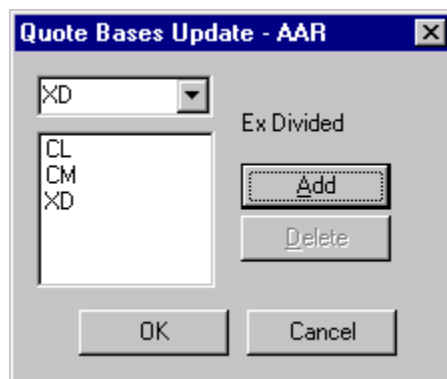 Quote Bases Update - AAR
XD
Ex Divided
CL
CM
XD
Add
Delete
OK
Cancel